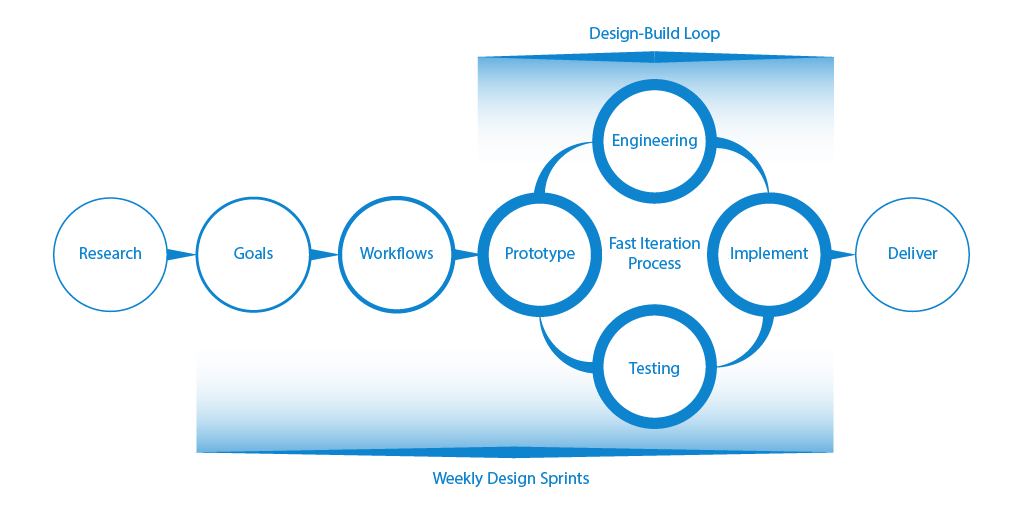 Design-Build Loop
Engineering
Research
Goals
Workflows
Prototype
Fast Iteration
Process
Implement
Deliver
Testing
Weekly Design Sprints